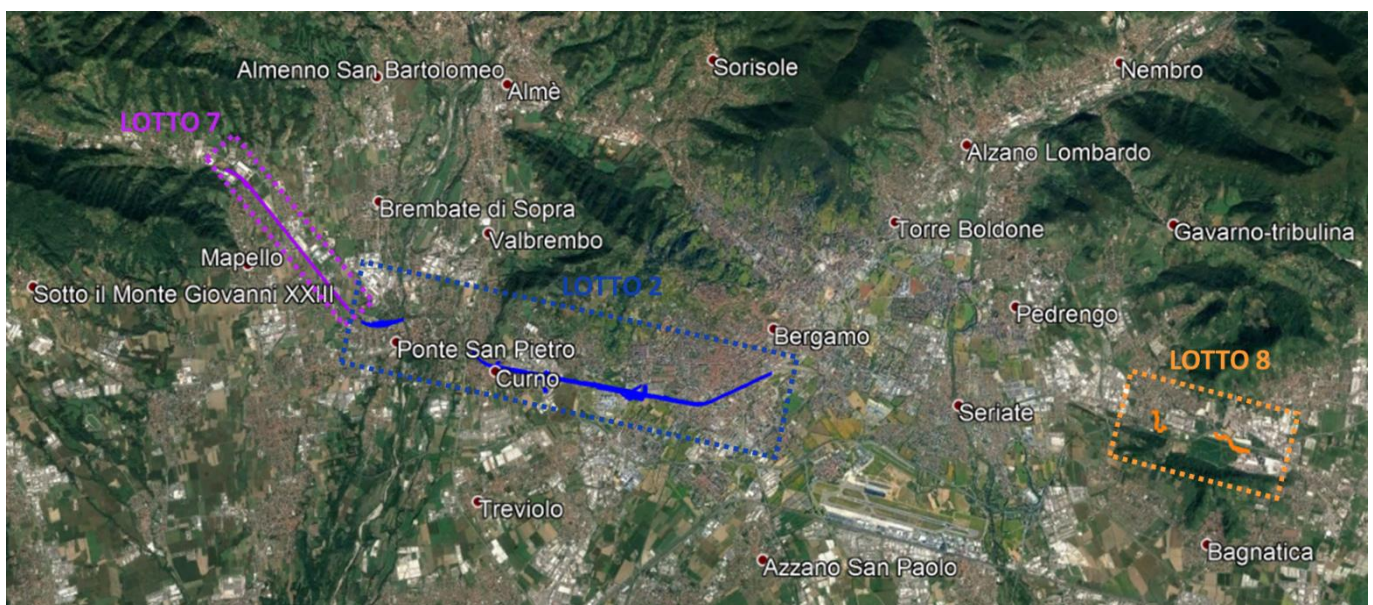 Almenno San Bartolomeo
Almè
Sorisole
Nembro
LOTTO 7
Alzano Lombardo
Brembate di Sopra
Valbrembo
Torre Boldone
Gavarno-tribulina
Mapello
Sotto il Monte Giovanni XXIII
LOTTO 2
Pedrengo
Bergamo
Ponte San Pietro
Curno
LOTTO 8
Seriate
Treviolo
Bagnatica
Azzano San Paolo